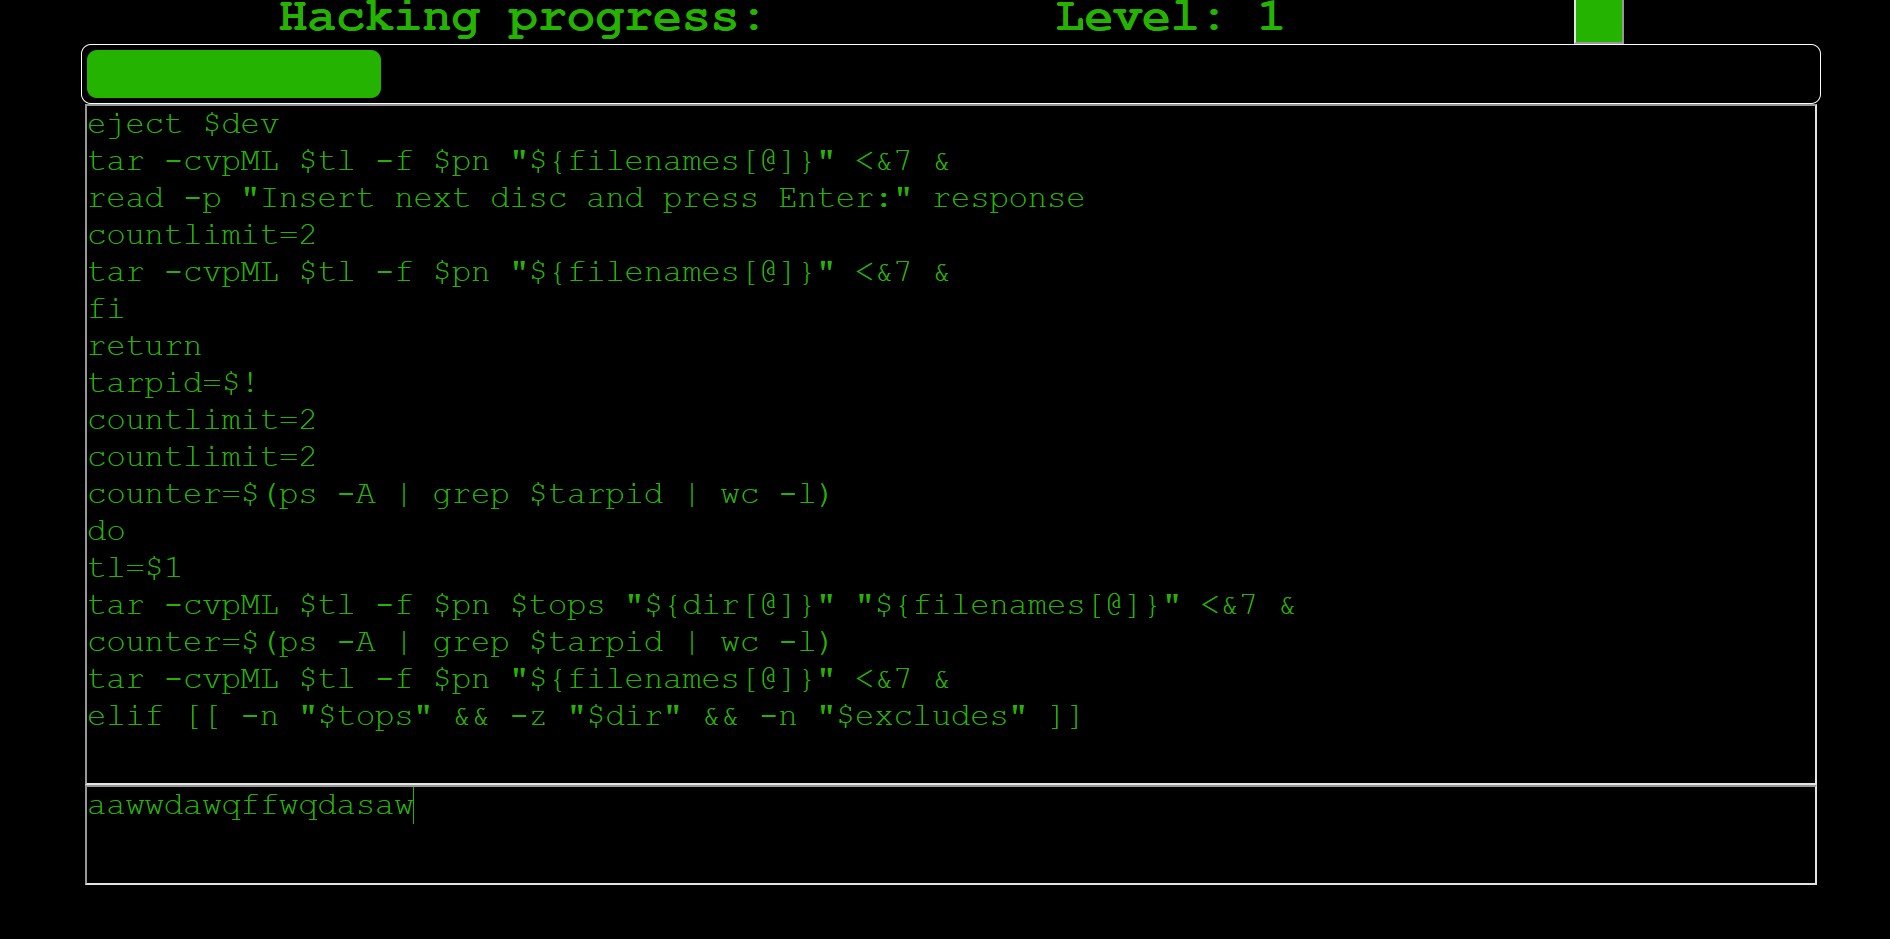 Hacking progress: Level: 1
eject $dev
tar -cvpML $tl -f $pn "${filenames[@]}" <&7 &
read -p "Insert next disc and press Enter:" response
countlimit=2
tar -cvpML $tl -f $pn "${filenames[@]}" <&7 &
fi
return
tarpid=$!
countlimit=2
countlimit=2
counter=$(ps -A | grep $tarpid | wc -l)
do
tl=$1
tar -cvpML $tl -f $pn $tops "${dir[@]}" "${filenames[@]}" <&7 &
counter=$(ps -A | grep $tarpid | wc -l)
tar -cvpML $tl -f $pn "${filenames[@]}" <&7 &
elif [[ -n "$tops" && -z "$dir" && -n "$excludes" ]]
aawwdawqffwqdasaw